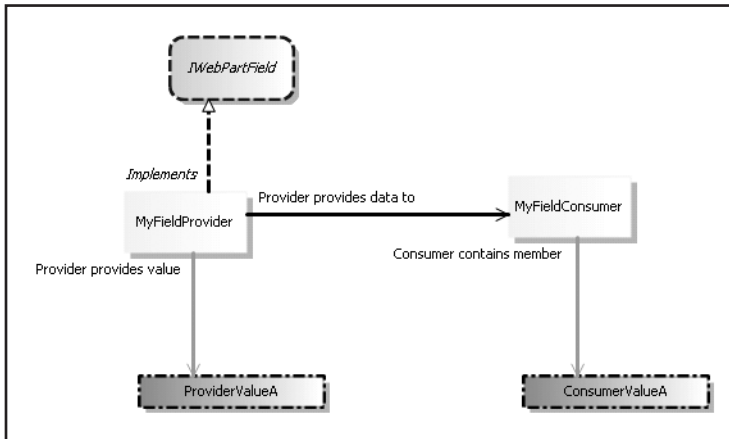 IWebPartField
Implements
Provider provides data to
MyFieldProvider
MyFieldConsumer
Provider provides value
Consumer contains member
ProviderValueA
ConsumerValueA